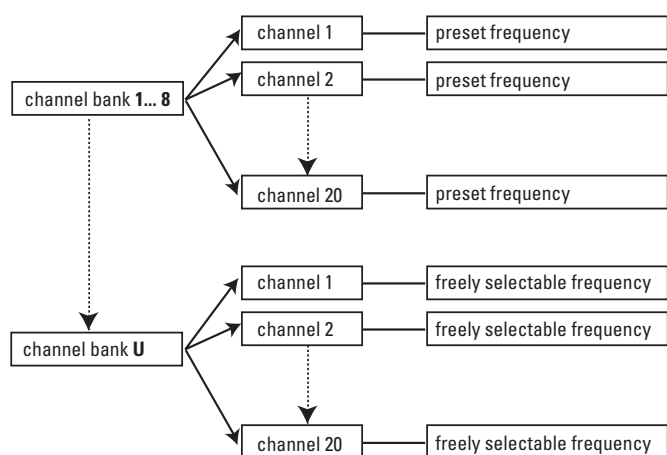 channel 1 preset frequency
channel 2 preset frequency
channel bank 1... 8
channel 20 preset frequency
channel 1 freely selectable frequency
channel 2 freely selectable frequency
channel bank U
channel 20 freely selectable frequency